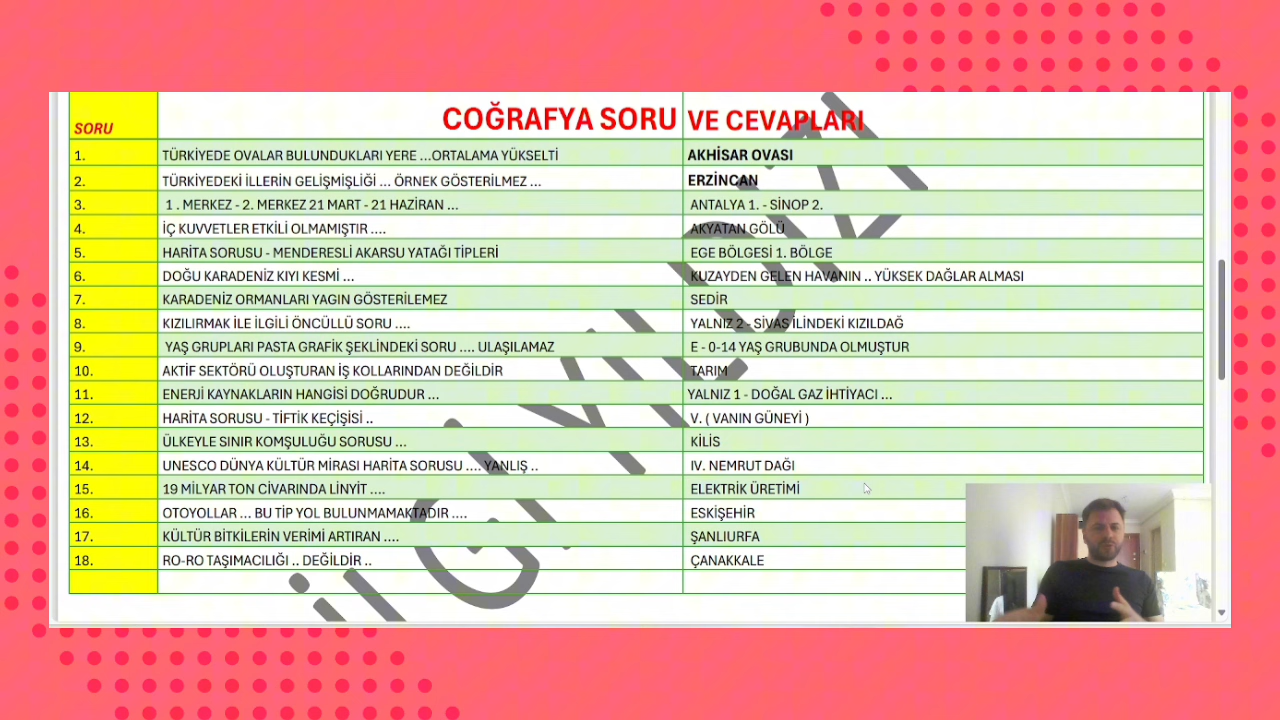 COĞRAFYA SORU VE CEVAPLARI
SORU
1. TÜRKİYEDE OVALAR BULUNDUKLARI YERE ...ORTALAMA YÜKSELTİ AKHİSAR OVASI
2. TÜRKİYEDEKİ İLLERİN GELİŞMİŞLİĞİ ... ÖRNEK GÖSTERİLMEZ ... ERZİNCAN
3. 1 . MERKEZ - 2. MERKEZ 21 MART - 21 HAZİRAN ... ANTALYA 1. - SİNOP 2.
4. İÇ KUVVETLER ETKİLİ OLMAMIŞTIR .... AKYATAN GÖLÜ
5. HARİTA SORUSU - MENDERESLİ AKARSU YATAĞI TİPLERİ EGE BÖLGESİ 1. BÖLGE
6. DOĞU KARADENİZ KIYI KESMİ ... KUZAYDEN GELEN HAVANIN .. YÜKSEK DAĞLAR ALMASI
7. KARADENİZ ORMANLARI YAGIN GÖSTERİLEMEZ SEDİR
8. KIZILIRMAK İLE İLGİLİ ÖNCÜLLÜ SORU .... YALNIZ 2 - SİVAS İLİNDEKİ KIZILDAĞ
9. YAŞ GRUPLARI PASTA GRAFİK ŞEKLİNDEKİ SORU .... ULAŞILAMAZ E - 0-14 YAŞ GRUBUNDA OLMUŞTUR
10. AKTİF SEKTÖRÜ OLUŞTURAN İŞ KOLLARINDAN DEĞİLDİR TARIM
11. ENERJİ KAYNAKLARIN HANGİSİ DOĞRUDUR ... YALNIZ 1 - DOĞAL GAZ İHTİYACI ...
12. HARİTA SORUSU - TİFTİK KEÇİŞİSİ .. V. ( VANIN GÜNEYİ )
13. ÜLKEYLE SINIR KOMŞULUĞU SORUSU ... KİLİS
14. UNESCO DÜNYA KÜLTÜR MİRASI HARİTA SORUSU .... YANLIŞ .. IV. NEMRUT DAĞI
15. 19 MİLYAR TON CİVARINDA LİNYİT .... ELEKTRİK ÜRETİMİ
16. OTOYOLLAR ... BU TİP YOL BULUNMAMAKTADIR .... ESKİŞEHİR
17. KÜLTÜR BİTKİLERİN VERİMİ ARTIRAN .... ŞANLIURFA
18. RO-RO TAŞIMACILIĞI .. DEĞİLDİR .. ÇANAKKALE